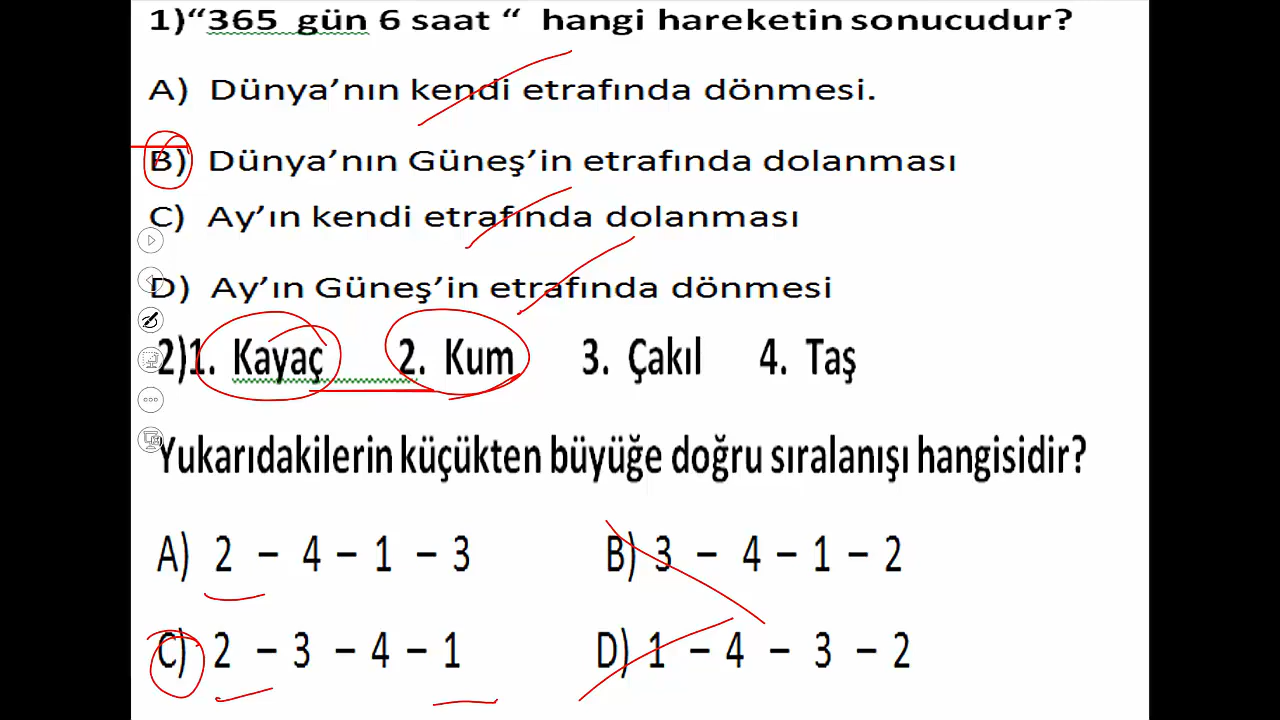 1)“365 gün 6 saat “ hangi hareketin sonucudur?
A) Dünya’nın kendi etrafında dönmesi.
B) Dünya’nın Güneş’in etrafında dolanması
C) Ay’ın kendi etrafında dolanması
D) Ay’ın Güneş’in etrafında dönmesi
2)1. Kayaç 2. Kum 3. Çakıl 4. Taş
Yukarıdakilerin küçükten büyüğe doğru sıralanışı hangisidir?
A) 2 – 4 – 1 – 3 B) 3 – 4 – 1 – 2
C) 2 – 3 – 4 – 1 D) 1 – 4 – 3 – 2